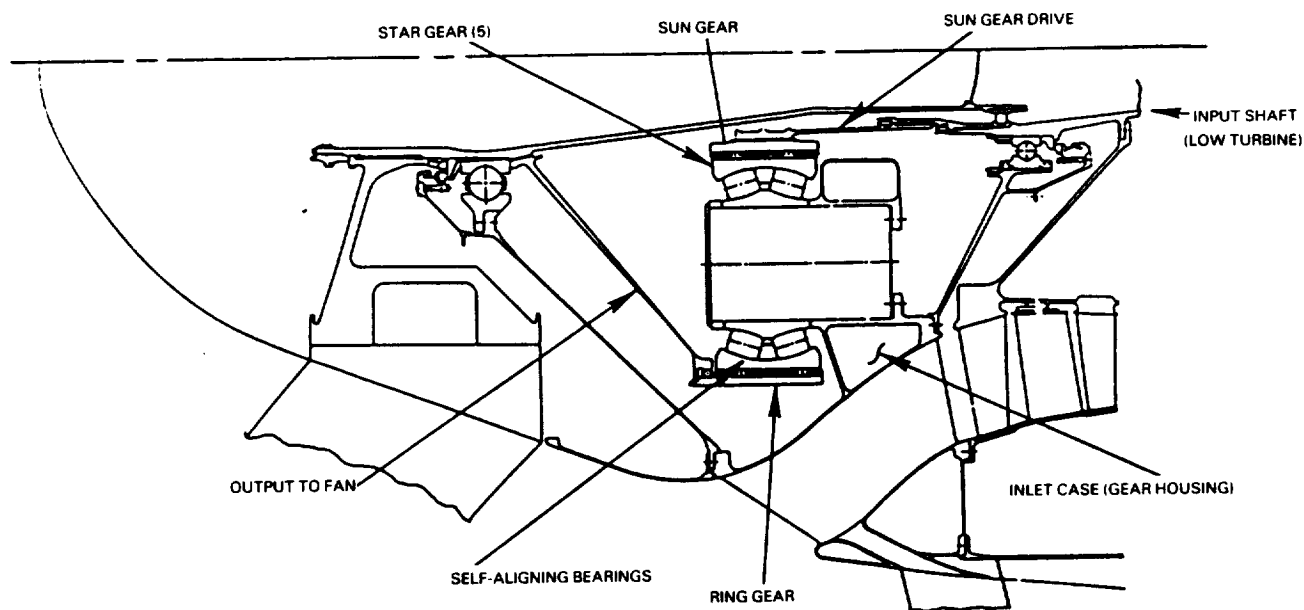 STAR GEAR (5)
SUN GEAR
SUN GEAR DRIVE
INPUT SHAFT
(LOW TURBINE)
OUTPUT TO FAN
INLET CASE (GEAR HOUSING)
SELF-ALIGNING BEARINGS
RING GEAR